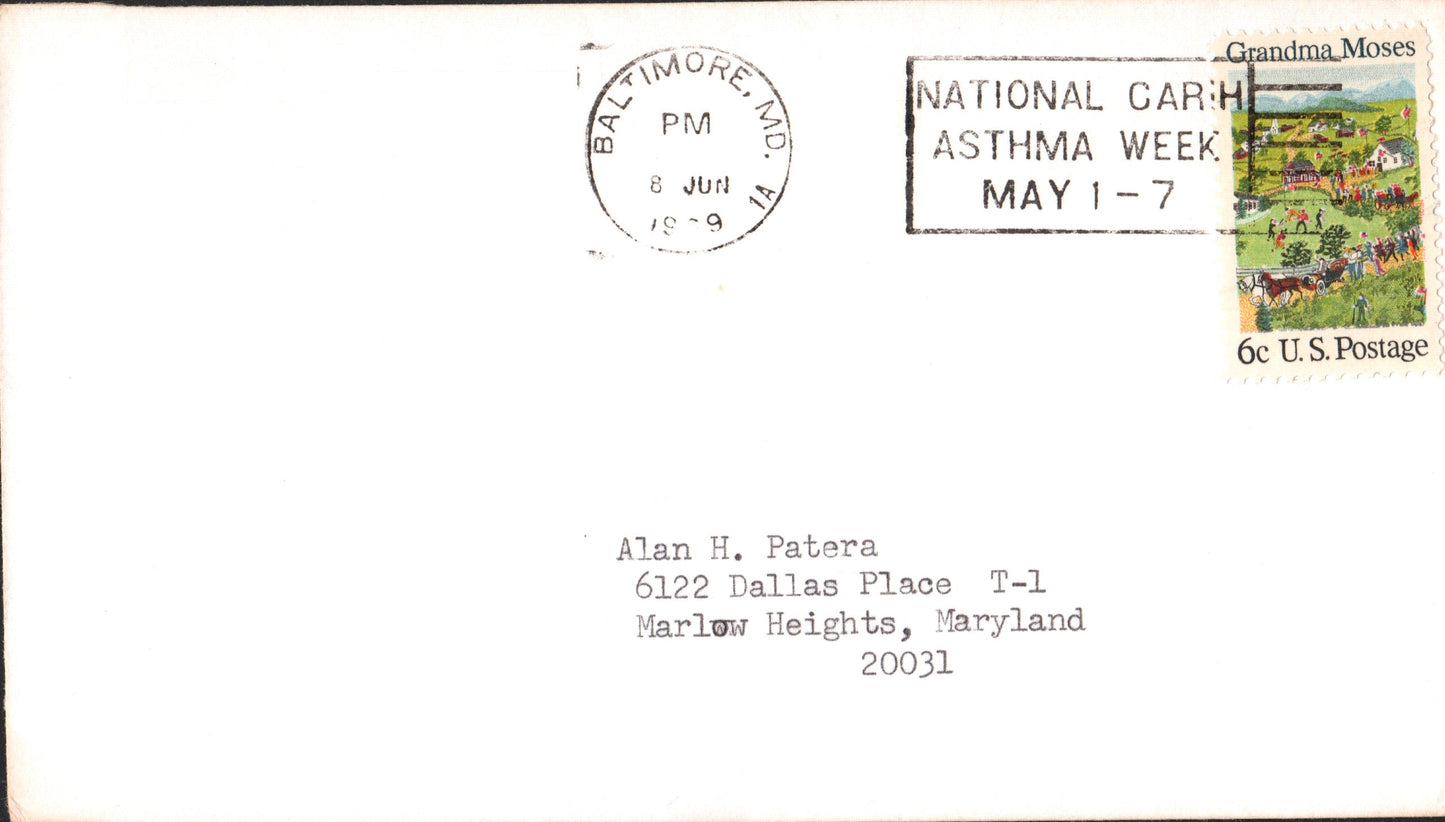 BALTIMORE, MD. 1A
PM
8 JUN
NATIONAL CARIH
ASTHMA WEEK
MAY 1-7
Grandma Moses
6c U.S. Postage
Alan H. Patera
6122 Dallas Place T-1
Marlow Heights, Maryland
20031